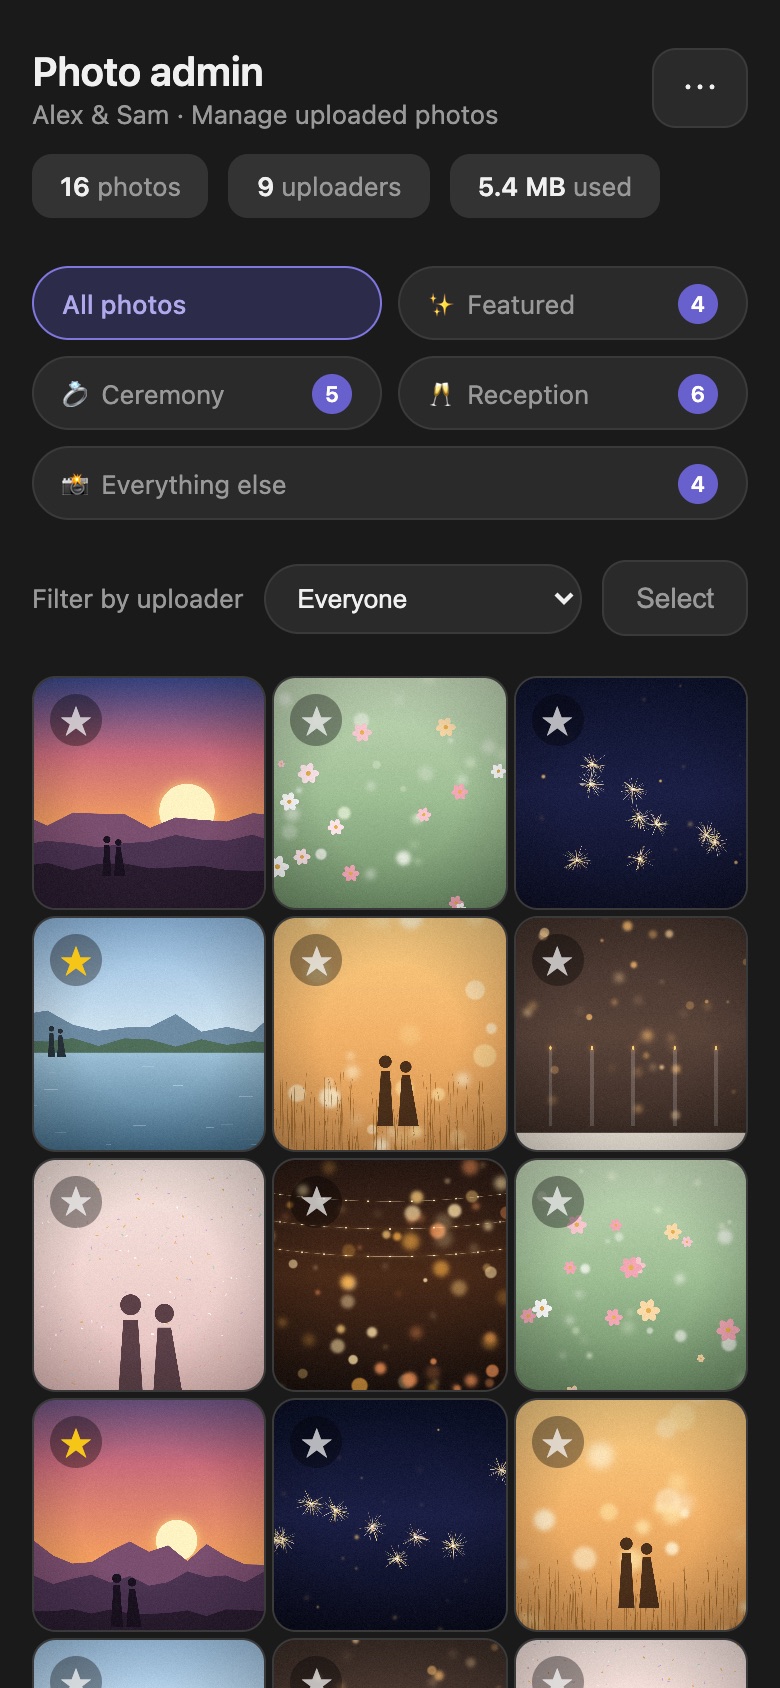 Photo admin
...
Alex & Sam · Manage uploaded photos
16 photos
9 uploaders
5.4 MB used
All photos
✨ Featured 4
💍 Ceremony 5
🥂 Reception 6
📸 Everything else 4
Filter by uploader
Everyone
Select